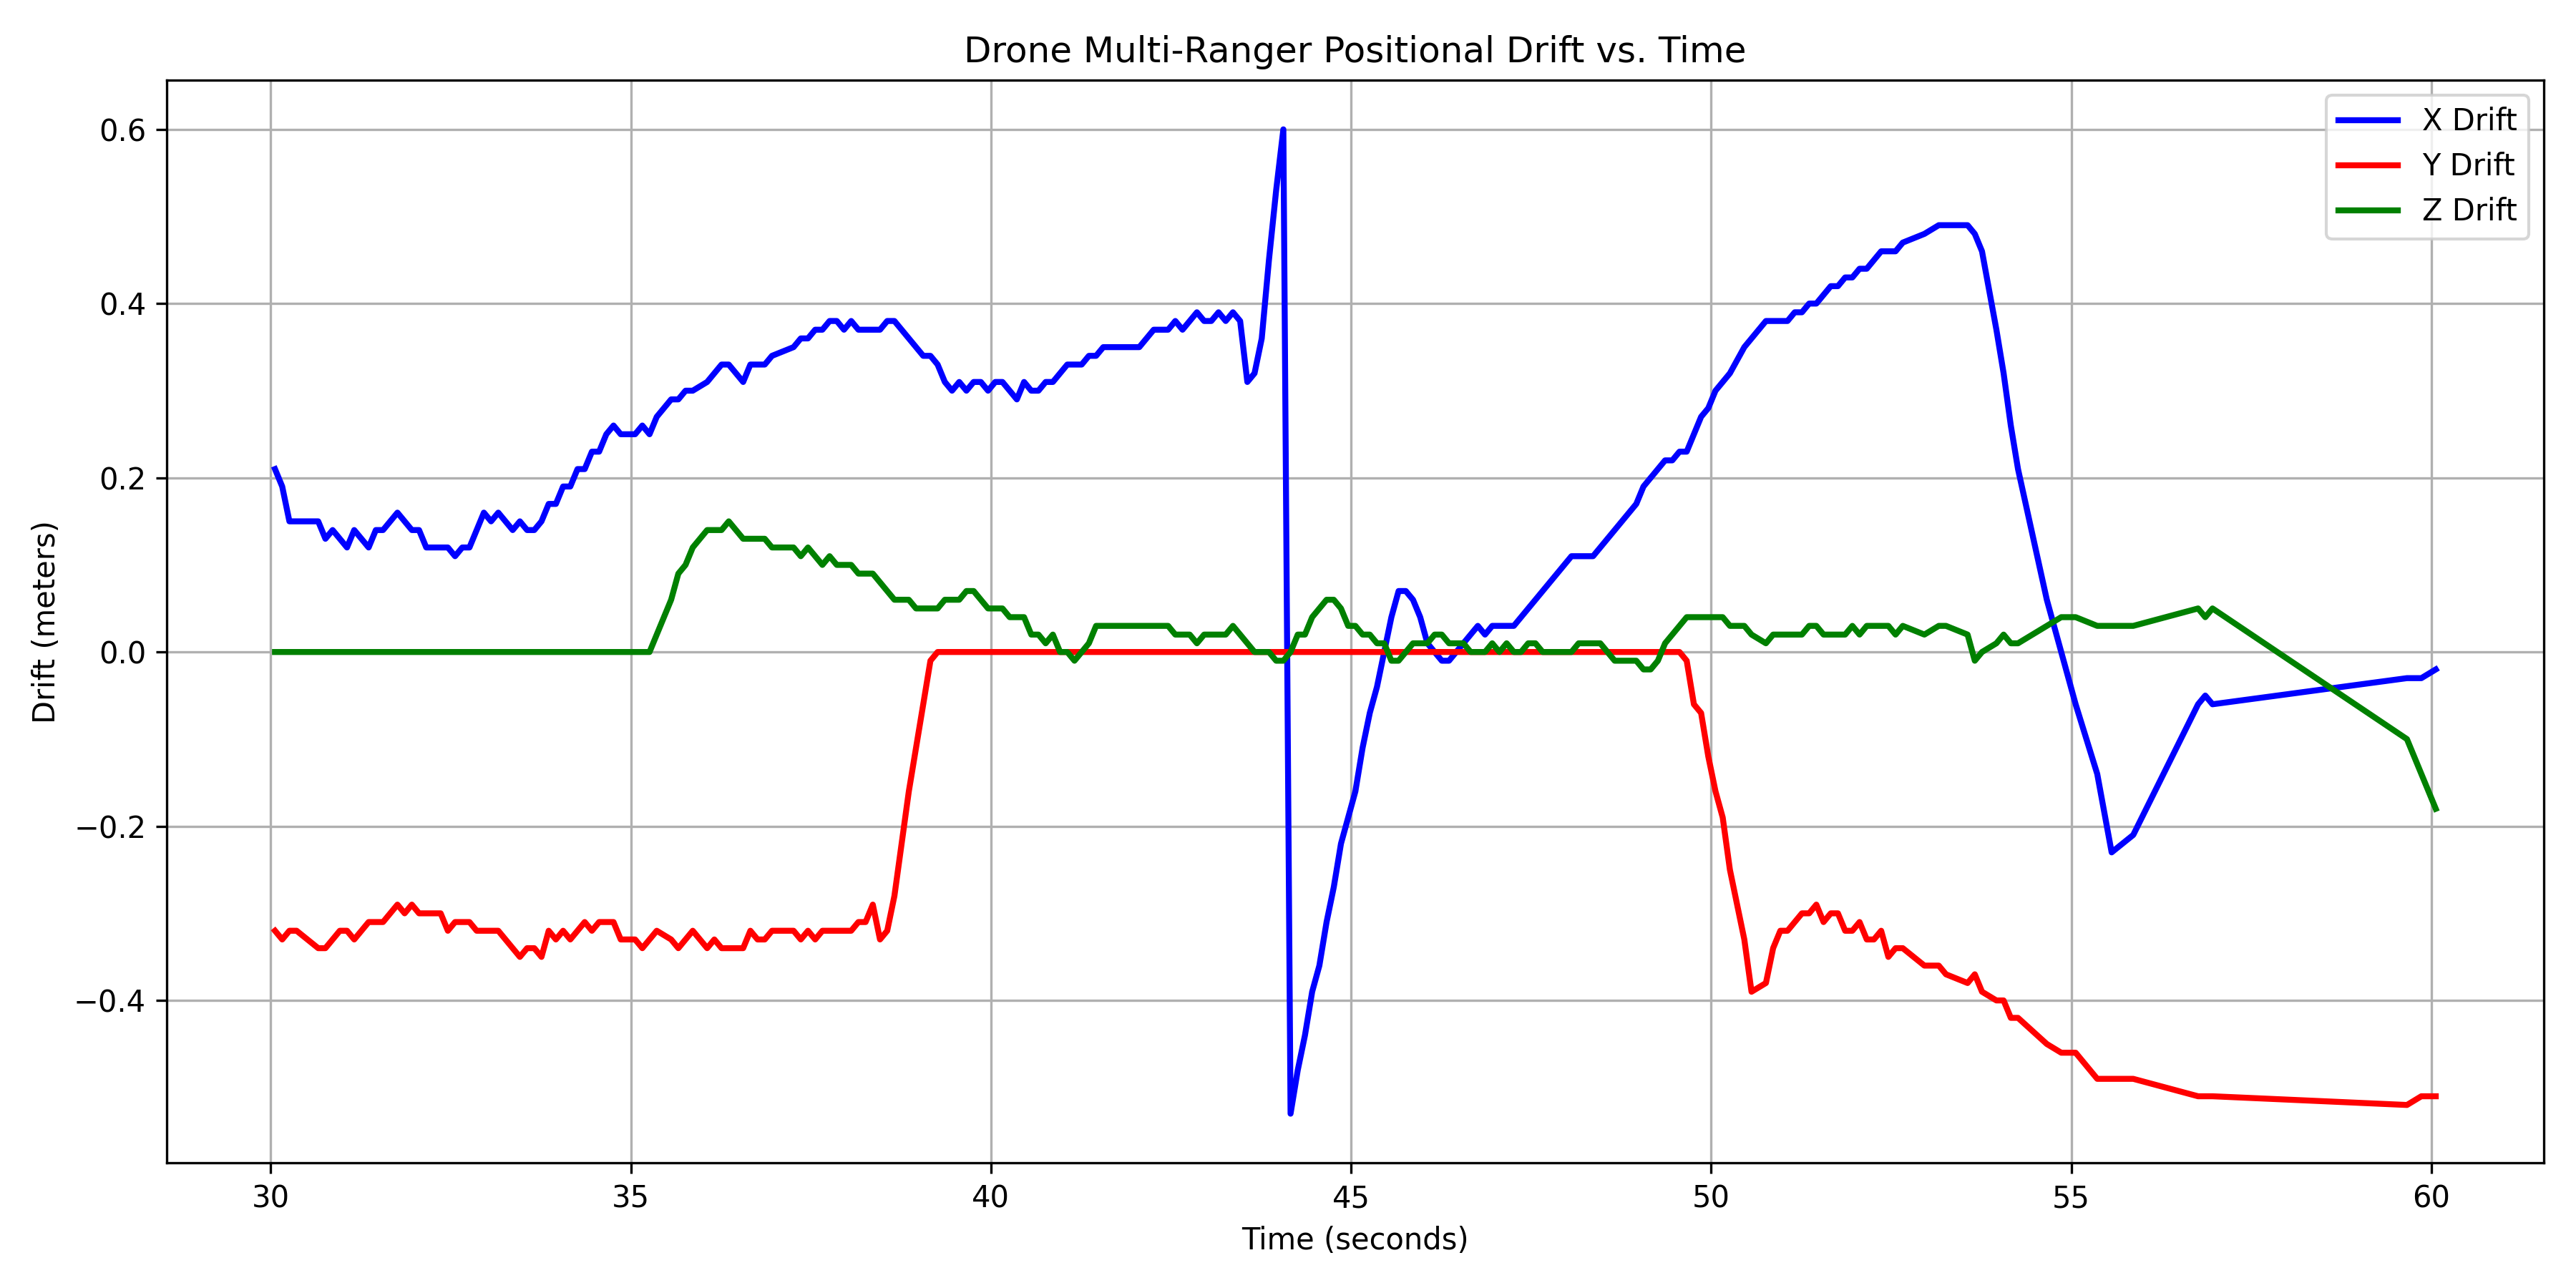 Drone Multi-Ranger Positional Drift vs. Time
X Drift
Y Drift
Z Drift
Drift (meters)
0.6
0.4
0.2
0.0
−0.2
−0.4
30 35 40 45 50 55 60
Time (seconds)